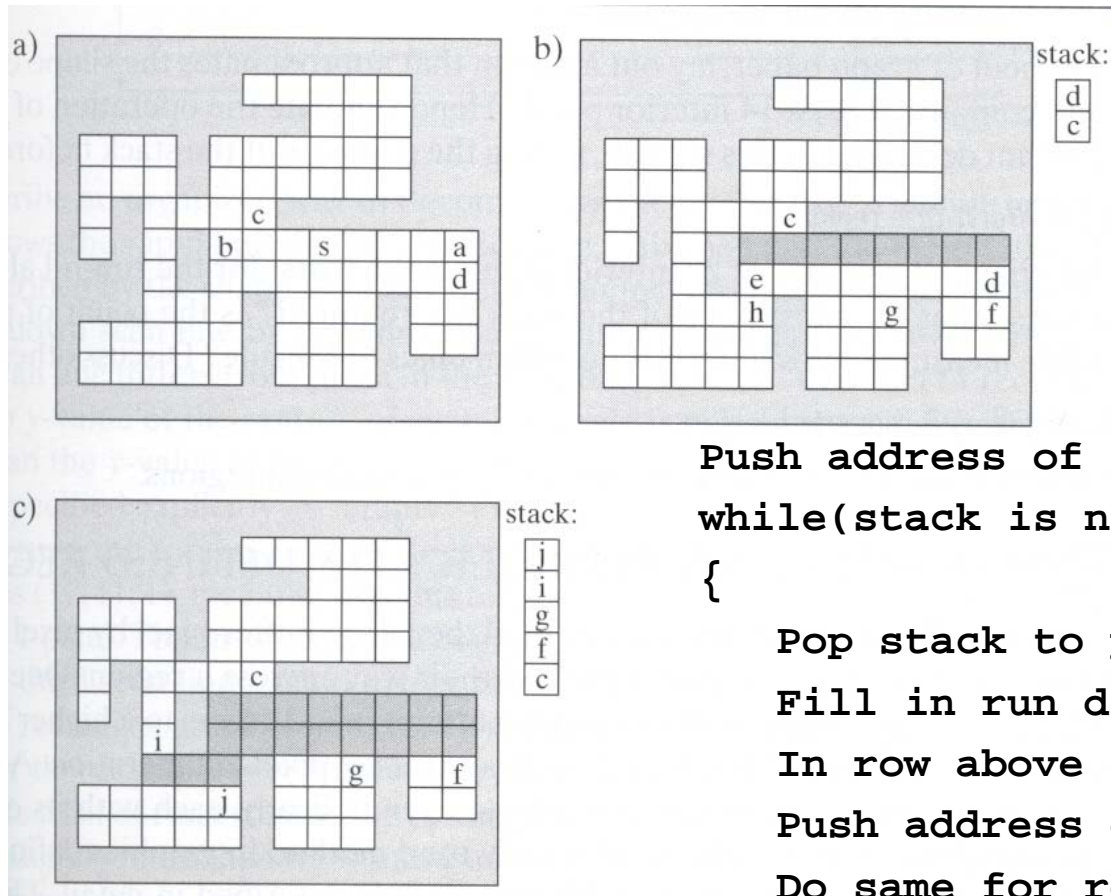 a)
c
b s a
d
b)
stack:
d
c
c
e d
h g f
c)
stack:
j
i
g
f
c
c
i
g f
j
Push address of
while(stack is n
{
Pop stack to
Fill in run d
In row above
Push address
Do same for r